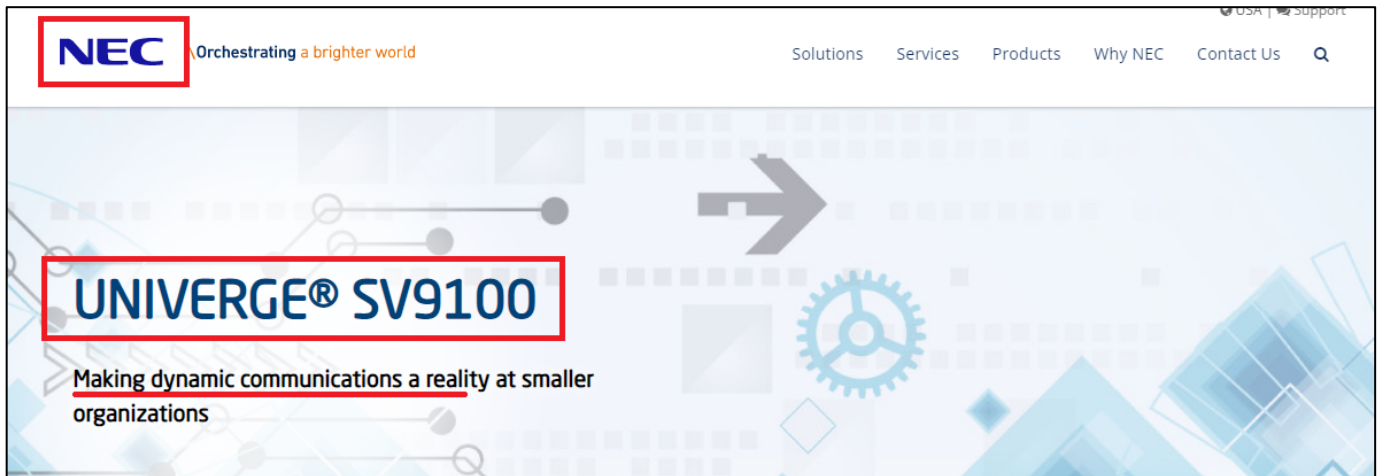 USA | Support
NEC \Orchestrating a brighter world
Solutions Services Products Why NEC Contact Us
UNIVERGE® SV9100
Making dynamic communications a reality at smaller
organizations